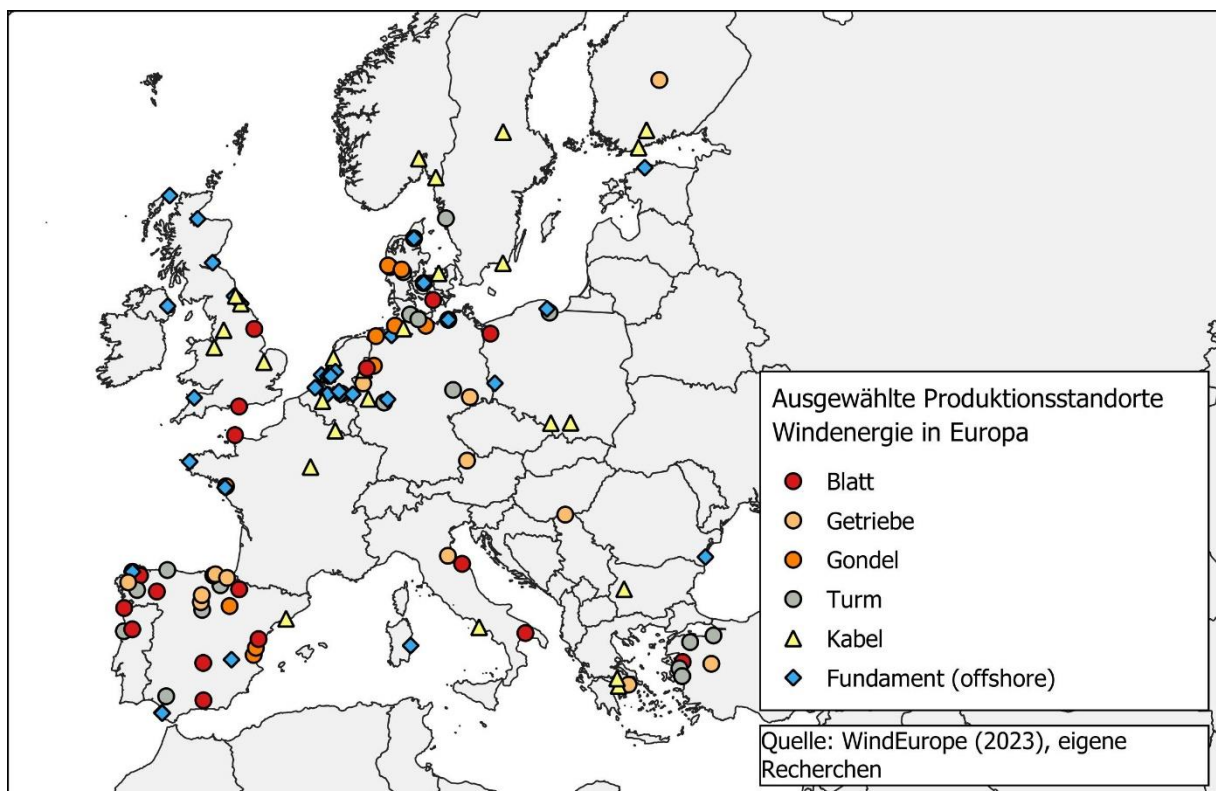 Ausgewählte Produktionsstandorte
Windenergie in Europa
Blatt
Getriebe
Gondel
Turm
Kabel
Fundament (offshore)
Quelle: WindEurope (2023), eigene
Recherchen